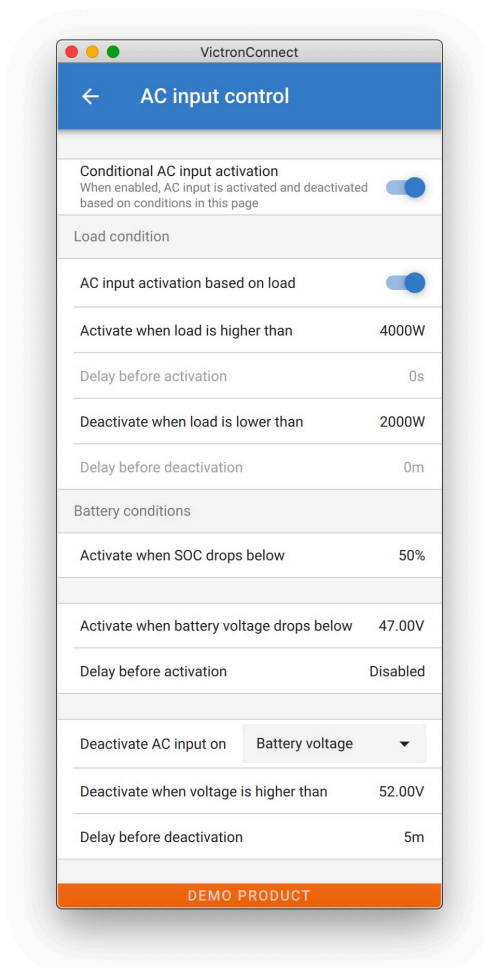 VictronConnect
AC input control
Conditional AC input activation
When enabled, AC input is activated and deactivated
based on conditions in this page
Load condition
AC input activation based on load
Activate when load is higher than 4000W
Delay before activation 0s
Deactivate when load is lower than 2000W
Delay before deactivation 0m
Battery conditions
Activate when SOC drops below 50%
Activate when battery voltage drops below 47.00V
Delay before activation Disabled
Deactivate AC input on Battery voltage
Deactivate when voltage is higher than 52.00V
Delay before deactivation 5m
DEMO PRODUCT